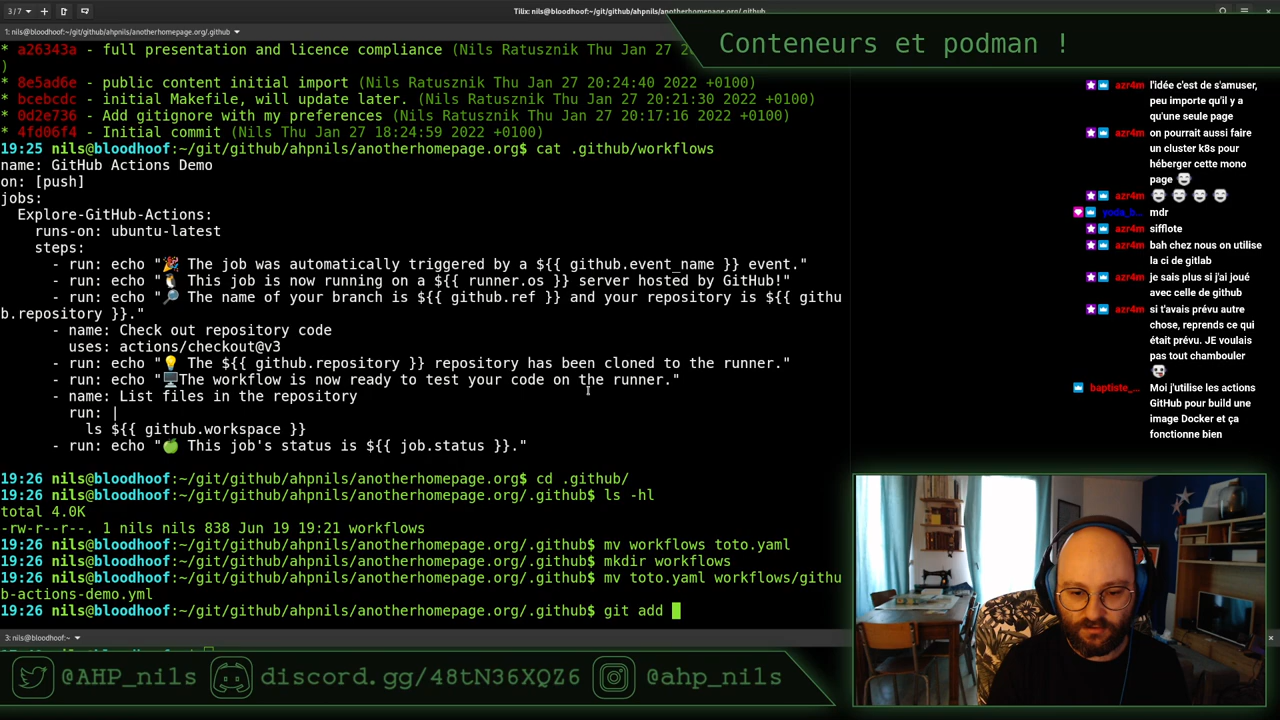 3/7
Tilix: nils@bloodhoof:~/git/github/ahpnils/anotherhomepage.org/.github
1: nils@bloodhoof:~/git/github/ahpnils/anotherhomepage.org/.github
Conteneurs et podman !
* a26343a - full presentation and licence compliance (Nils Ratusznik Thu Jan 27 20
)
* 8e5ad6e - public content initial import (Nils Ratusznik Thu Jan 27 20:24:40 2022 +0100)
* bcebcdc - initial Makefile, will update later. (Nils Ratusznik Thu Jan 27 20:21:30 2022 +0100)
* 0d2e736 - Add gitignore with my preferences (Nils Ratusznik Thu Jan 27 20:17:16 2022 +0100)
* 4fd06f4 - Initial commit (Nils Thu Jan 27 18:24:59 2022 +0100)
19:25 nils@bloodhoof:~/git/github/ahpnils/anotherhomepage.org$ cat .github/workflows
name: GitHub Actions Demo
on: [push]
jobs:
  Explore-GitHub-Actions:
    runs-on: ubuntu-latest
    steps:
      - run: echo "🎉 The job was automatically triggered by a ${{ github.event_name }} event."
      - run: echo "🐧 This job is now running on a ${{ runner.os }} server hosted by GitHub!"
      - run: echo "🔎 The name of your branch is ${{ github.ref }} and your repository is ${{ githu
b.repository }}."
      - name: Check out repository code
        uses: actions/checkout@v3
      - run: echo "💡 The ${{ github.repository }} repository has been cloned to the runner."
      - run: echo "🖥️The workflow is now ready to test your code on the runner."
      - name: List files in the repository
        run: |
          ls ${{ github.workspace }}
      - run: echo "🍏 This job's status is ${{ job.status }}."
19:26 nils@bloodhoof:~/git/github/ahpnils/anotherhomepage.org$ cd .github/
19:26 nils@bloodhoof:~/git/github/ahpnils/anotherhomepage.org/.github$ ls -hl
total 4.0K
-rw-r--r--. 1 nils nils 838 Jun 19 19:21 workflows
19:26 nils@bloodhoof:~/git/github/ahpnils/anotherhomepage.org/.github$ mv workflows toto.yaml
19:26 nils@bloodhoof:~/git/github/ahpnils/anotherhomepage.org/.github$ mkdir workflows
19:26 nils@bloodhoof:~/git/github/ahpnils/anotherhomepage.org/.github$ mv toto.yaml workflows/githu
b-actions-demo.yml
19:26 nils@bloodhoof:~/git/github/ahpnils/anotherhomepage.org/.github$ git add
3: nils@bloodhoof:~
azr4m l'idée c'est de s'amuser,
peu importe qu'il y a
qu'une seule page
azr4m on pourrait aussi faire
un cluster k8s pour
héberger cette mono
page
azr4m
yoda_b... mdr
azr4m sifflote
azr4m bah chez nous on utilise
la ci de gitlab
azr4m je sais plus si j'ai joué
avec celle de github
azr4m si t'avais prévu autre
chose, reprends ce qui
était prévu. JE voulais
pas tout chambouler
baptiste_... Moi j'utilise les actions
GitHub pour build une
image Docker et ça
fonctionne bien
@AHP_nils
discord.gg/48tN36XQZ6
@ahp_nils